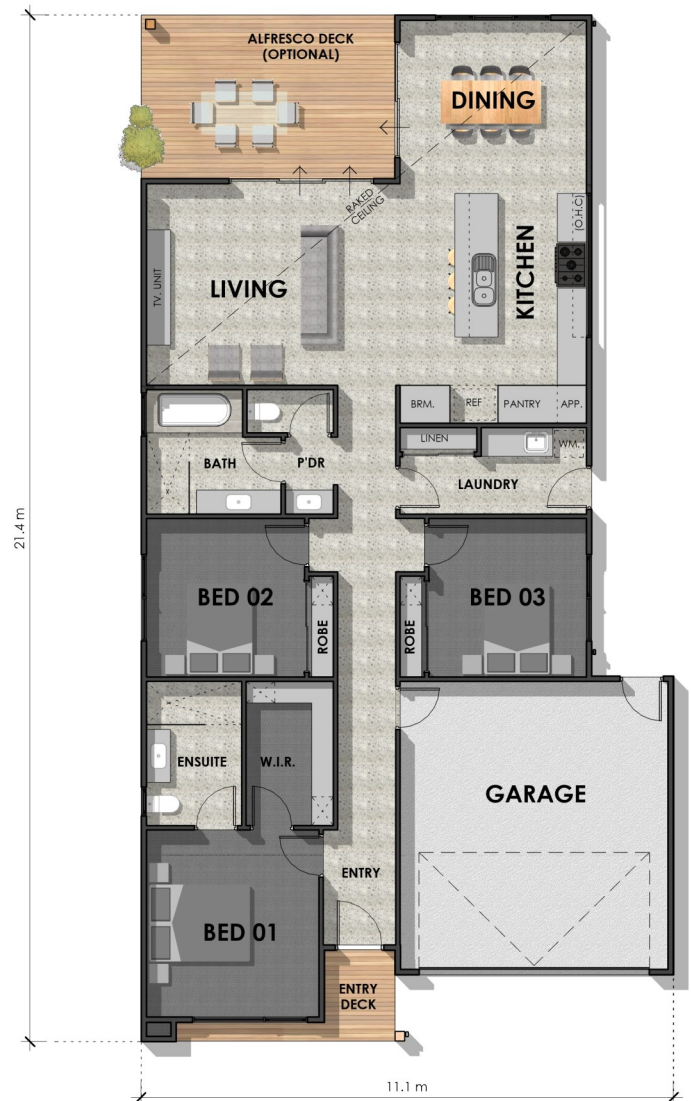 ALFRESCO DECK
(OPTIONAL)
DINING
RAKED
CEILING
(O.H.C)
KITCHEN
TV. UNIT
LIVING
BRM.
REF
PANTRY
APP.
LINEN
WM.
BATH
P'DR
LAUNDRY
21.4 m
BED 02
ROBE
ROBE
BED 03
ENSUITE
W.I.R.
GARAGE
ENTRY
BED 01
ENTRY
DECK
11.1 m